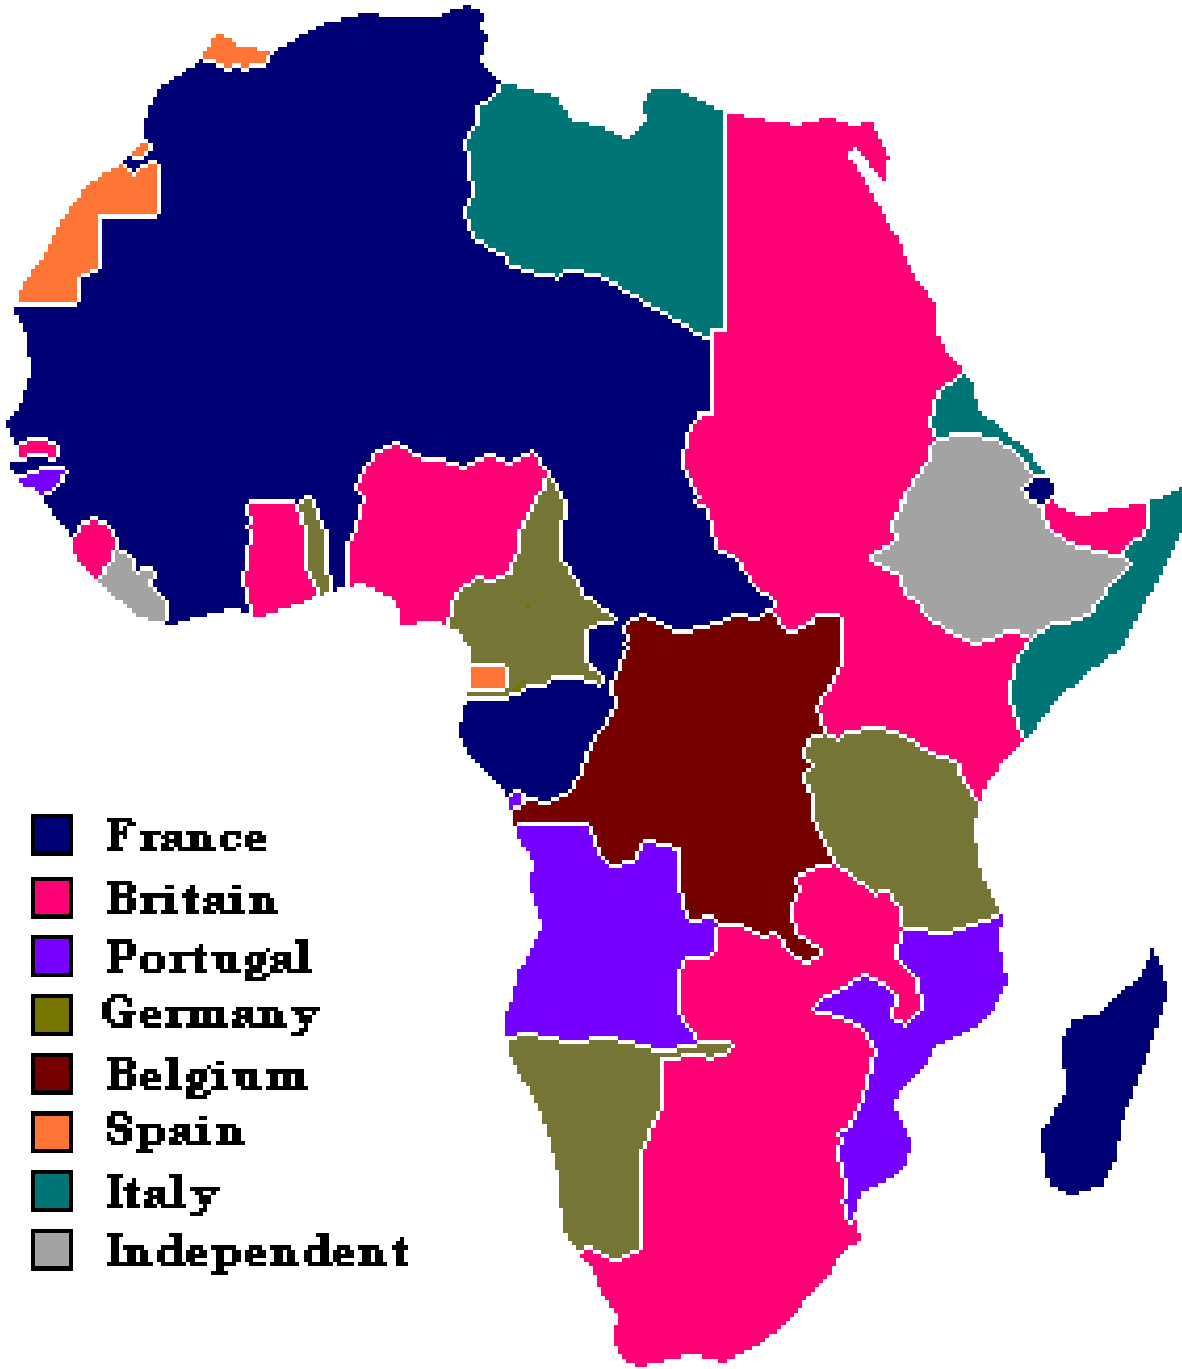 France
Britain
Portugal
Germany
Belgium
Spain
Italy
Independent